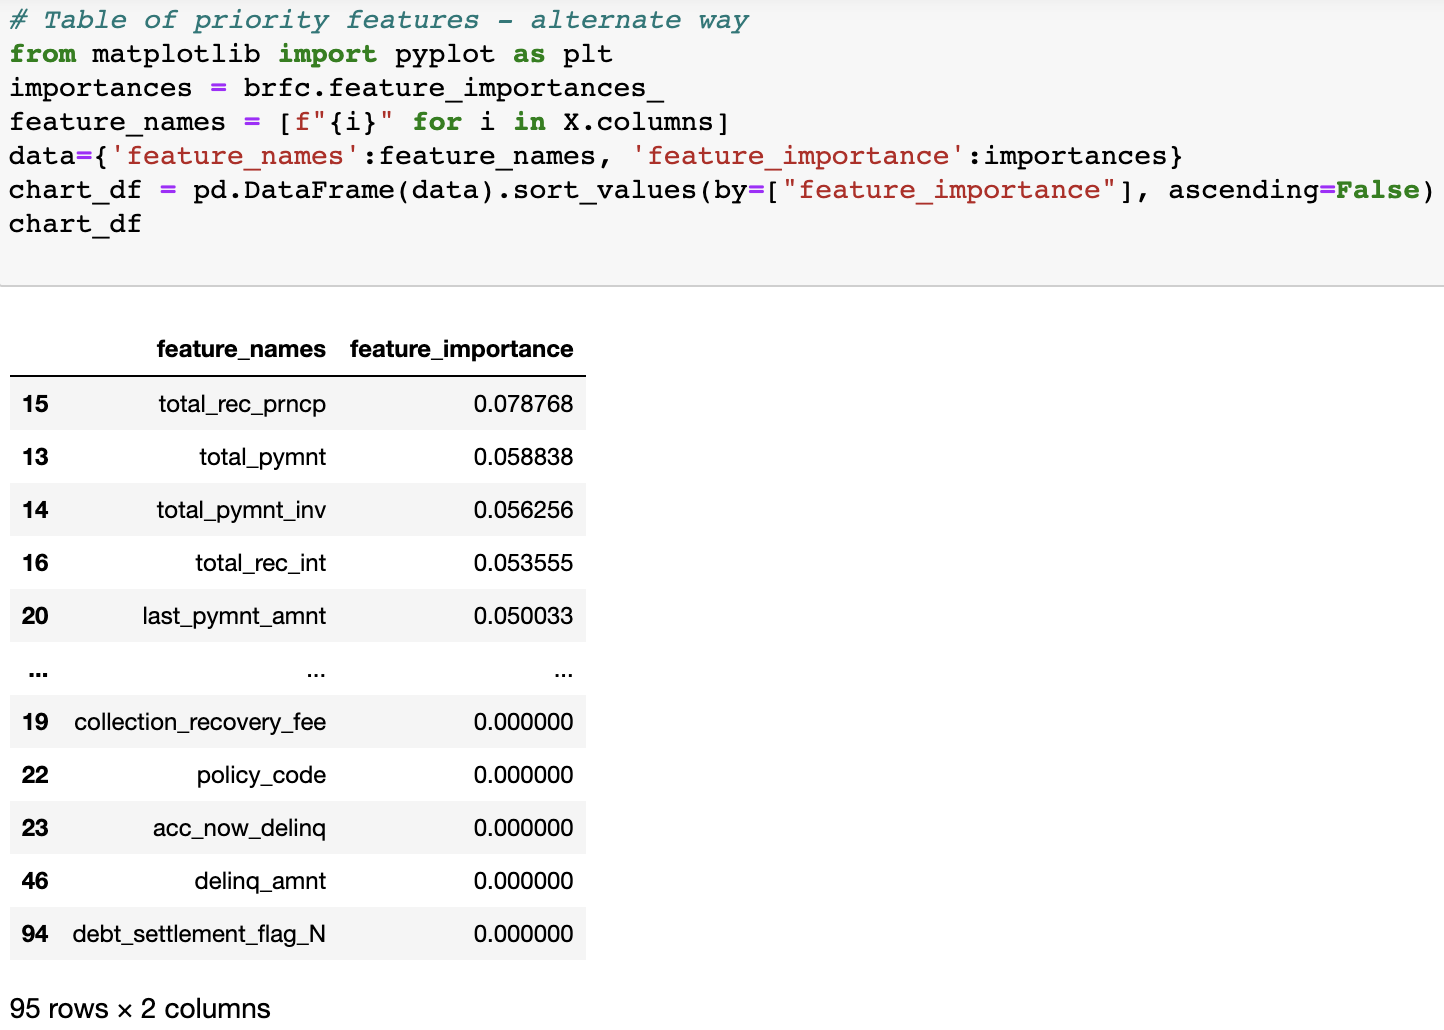 # Table of priority features - alternate way
from matplotlib import pyplot as plt
importances = brfc.feature_importances_
feature_names = [f"{i}" for i in X.columns]
data={'feature_names':feature_names, 'feature_importance':importances}
chart_df = pd.DataFrame(data).sort_values(by=["feature_importance"], ascending=False)
chart_df
feature_names feature_importance
15 total_rec_prncp 0.078768
13 total_pymnt 0.058838
14 total_pymnt_inv 0.056256
16 total_rec_int 0.053555
20 last_pymnt_amnt 0.050033
... ... ...
19 collection_recovery_fee 0.000000
22 policy_code 0.000000
23 acc_now_delinq 0.000000
46 delinq_amnt 0.000000
94 debt_settlement_flag_N 0.000000
95 rows × 2 columns